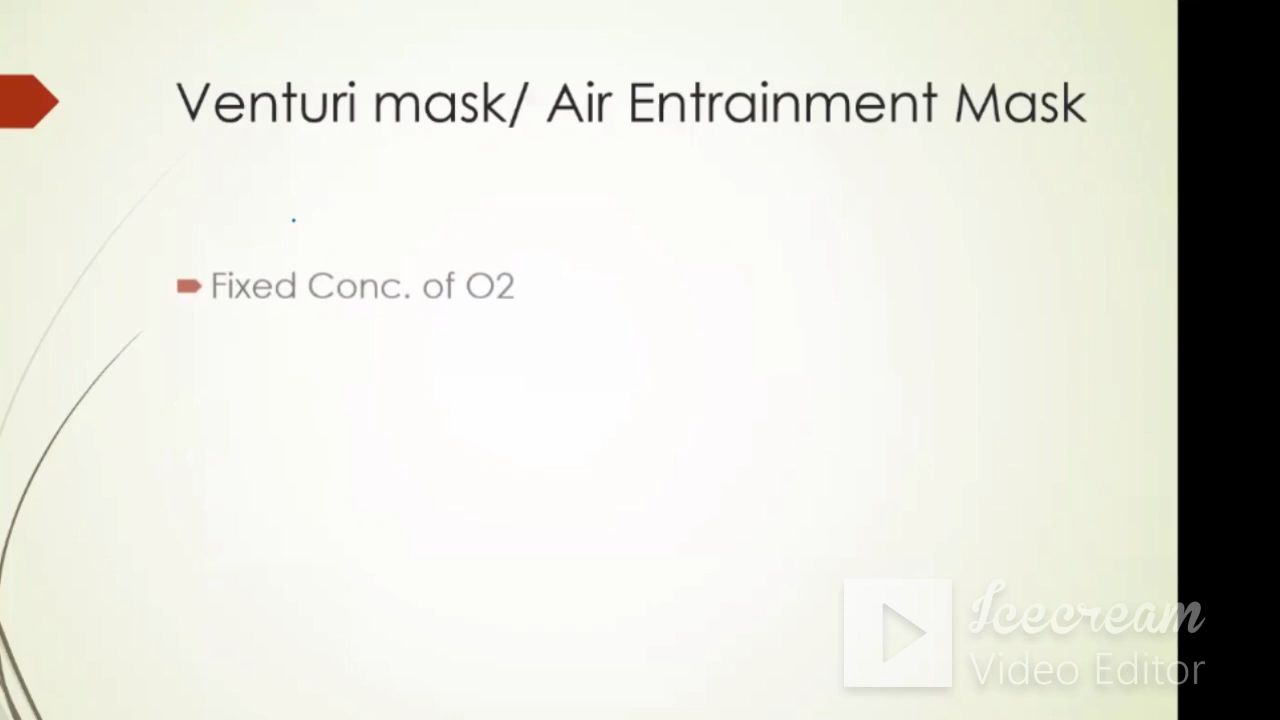 Venturi mask/ Air Entrainment Mask
Fixed Conc. of O2
Icecream
Video Editor